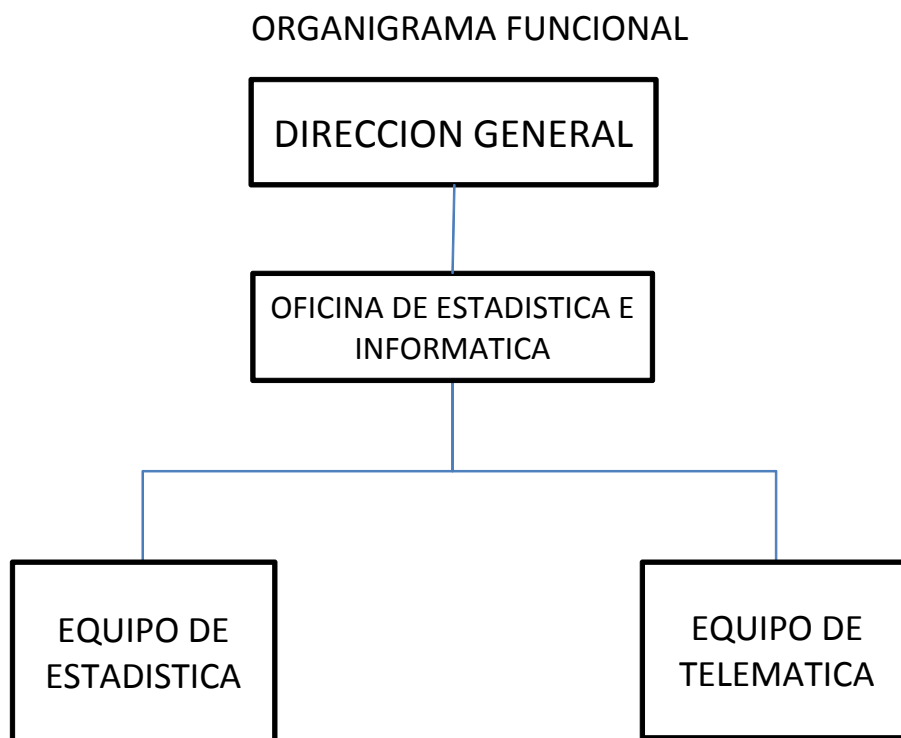 ORGANIGRAMA FUNCIONAL
DIRECCION GENERAL
OFICINA DE ESTADISTICA E
INFORMATICA
EQUIPO DE
ESTADISTICA
EQUIPO DE
TELEMATICA